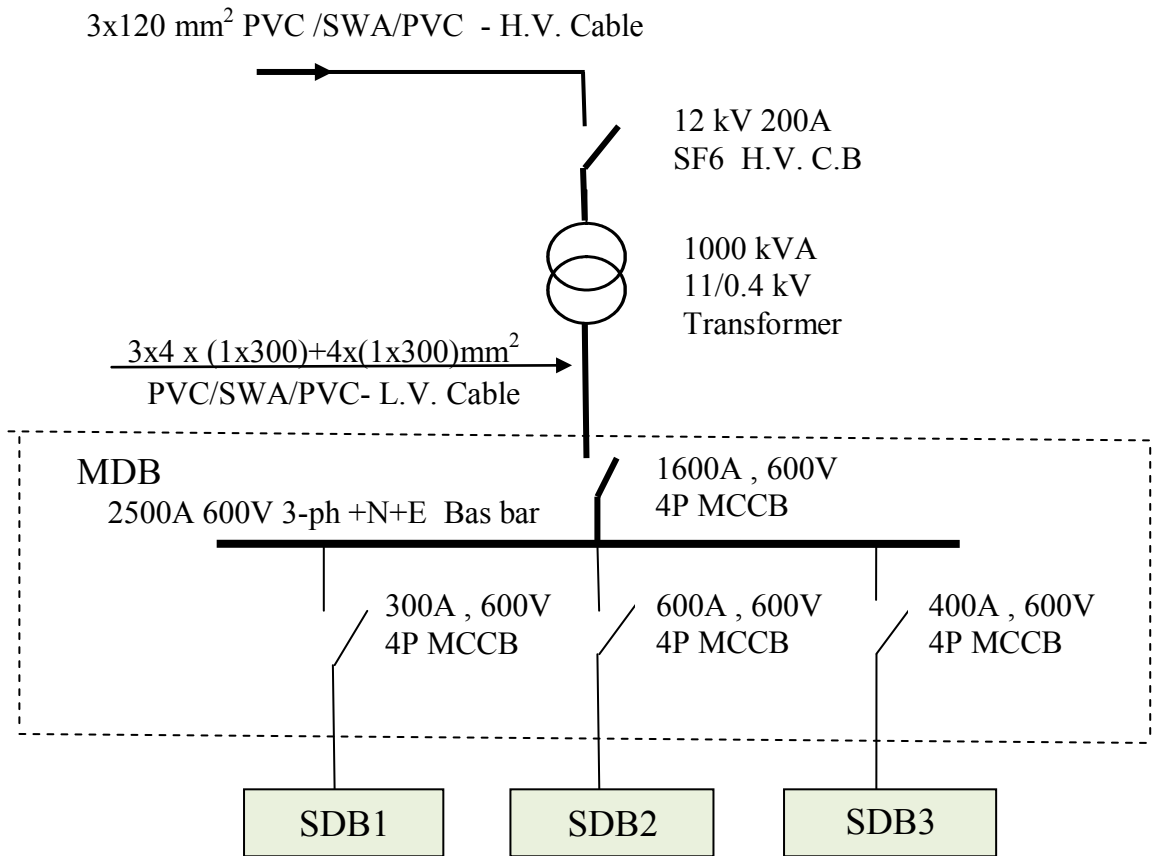 3x120 mm² PVC /SWA/PVC - H.V. Cable
12 kV 200A
SF6 H.V. C.B
1000 kVA
11/0.4 kV
Transformer
3x4 x (1x300)+4x(1x300)mm²
PVC/SWA/PVC- L.V. Cable
MDB
2500A 600V 3-ph +N+E Bas bar
1600A , 600V
4P MCCB
300A , 600V
4P MCCB
600A , 600V
4P MCCB
400A , 600V
4P MCCB
SDB1
SDB2
SDB3